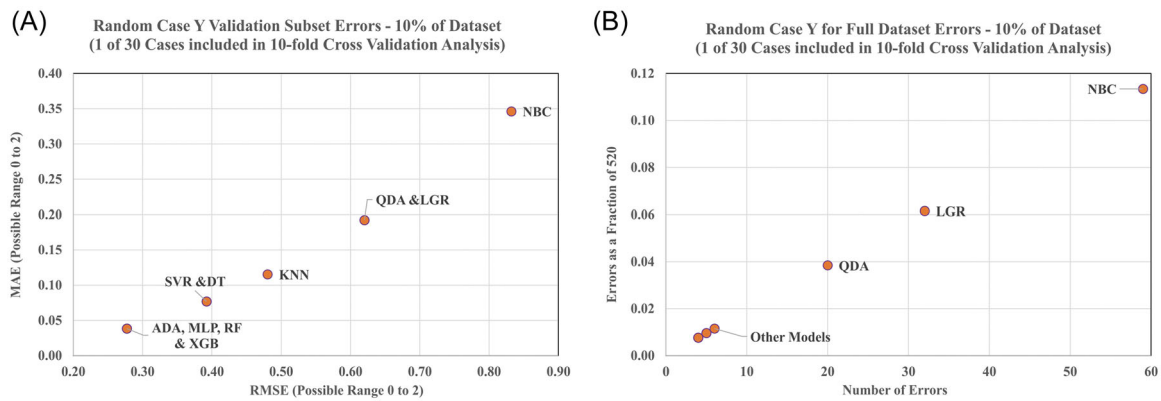 (A)
Random Case Y Validation Subset Errors - 10% of Dataset
(1 of 30 Cases included in 10-fold Cross Validation Analysis)
MAE (Possible Range 0 to 2)
0.40
0.35
0.30
0.25
0.20
0.15
0.10
0.05
0.00
NBC
QDA &LGR
KNN
SVR &DT
ADA, MLP, RF
& XGB
0.20 0.30 0.40 0.50 0.60 0.70 0.80 0.90
RMSE (Possible Range 0 to 2)
(B)
Random Case Y for Full Dataset Errors - 10% of Dataset
(1 of 30 Cases included in 10-fold Cross Validation Analysis)
Errors as a Fraction of 520
0.12
0.10
0.08
0.06
0.04
0.02
0.00
NBC
LGR
QDA
Other Models
0 10 20 30 40 50 60
Number of Errors